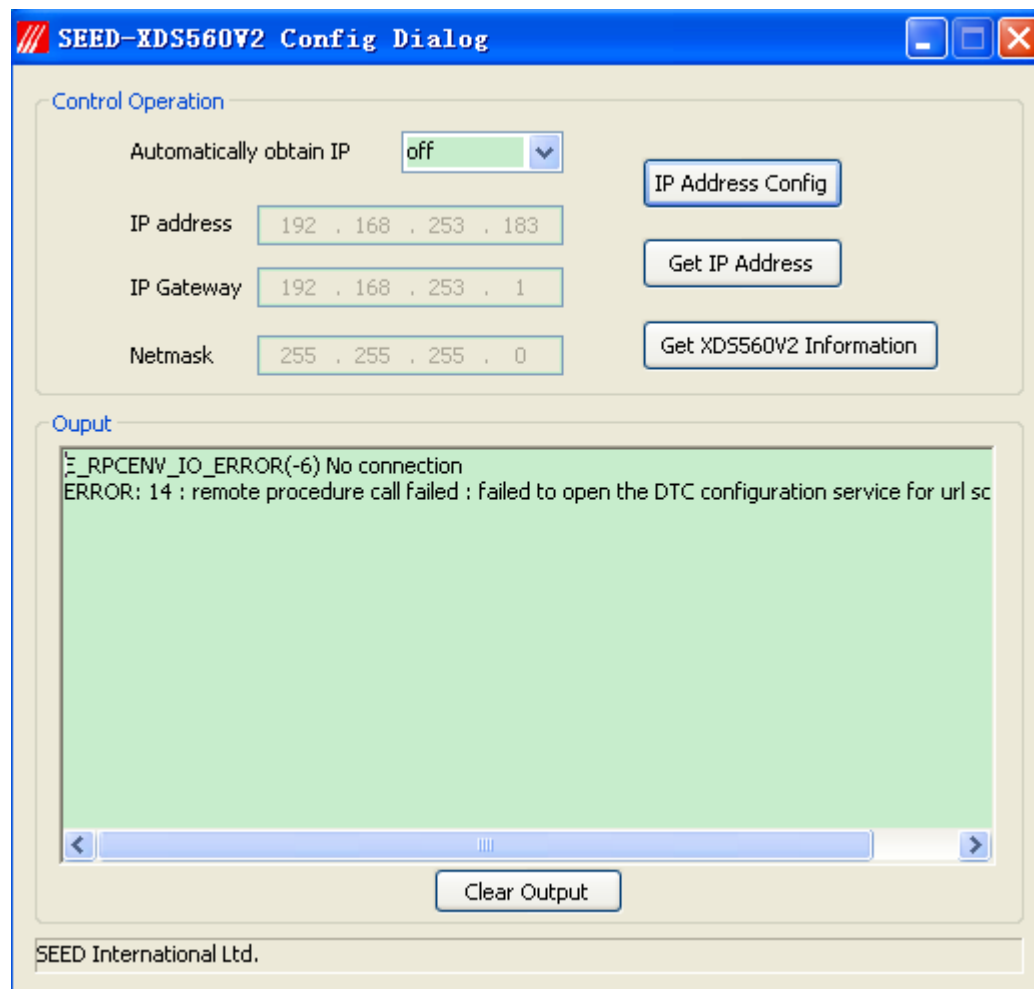 SEED-XDS560V2 Config Dialog
Control Operation
Automatically obtain IP off
IP Address Config
IP address 192 . 168 . 253 . 183
Get IP Address
IP Gateway 192 . 168 . 253 . 1
Netmask 255 . 255 . 255 . 0
Get XDS560V2 Information
Ouput
E_RPCENV_IO_ERROR(-6) No connection
ERROR: 14 : remote procedure call failed : failed to open the DTC configuration service for url sc
Clear Output
SEED International Ltd.